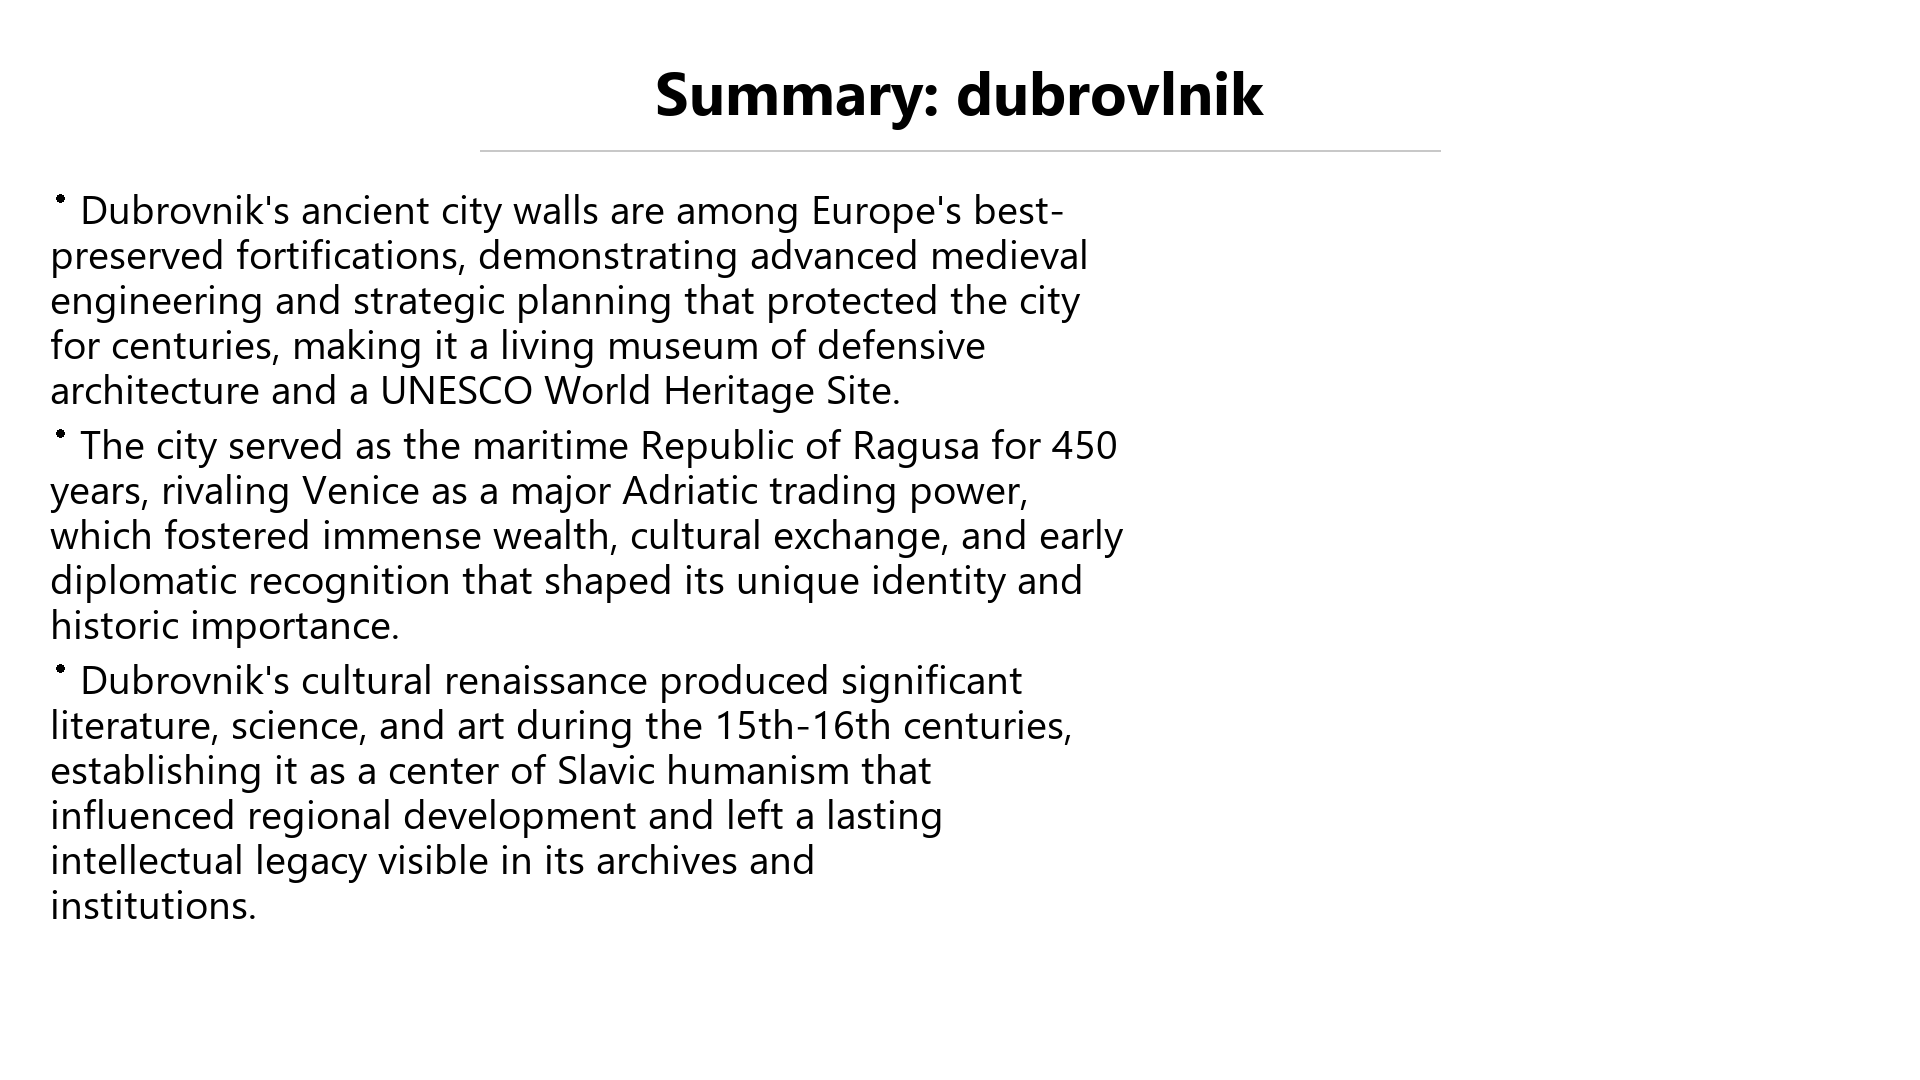 Summary: dubrovlnik
• Dubrovnik's ancient city walls are among Europe's best-
preserved fortifications, demonstrating advanced medieval
engineering and strategic planning that protected the city
for centuries, making it a living museum of defensive
architecture and a UNESCO World Heritage Site.
• The city served as the maritime Republic of Ragusa for 450
years, rivaling Venice as a major Adriatic trading power,
which fostered immense wealth, cultural exchange, and early
diplomatic recognition that shaped its unique identity and
historic importance.
• Dubrovnik's cultural renaissance produced significant
literature, science, and art during the 15th-16th centuries,
establishing it as a center of Slavic humanism that
influenced regional development and left a lasting
intellectual legacy visible in its archives and
institutions.